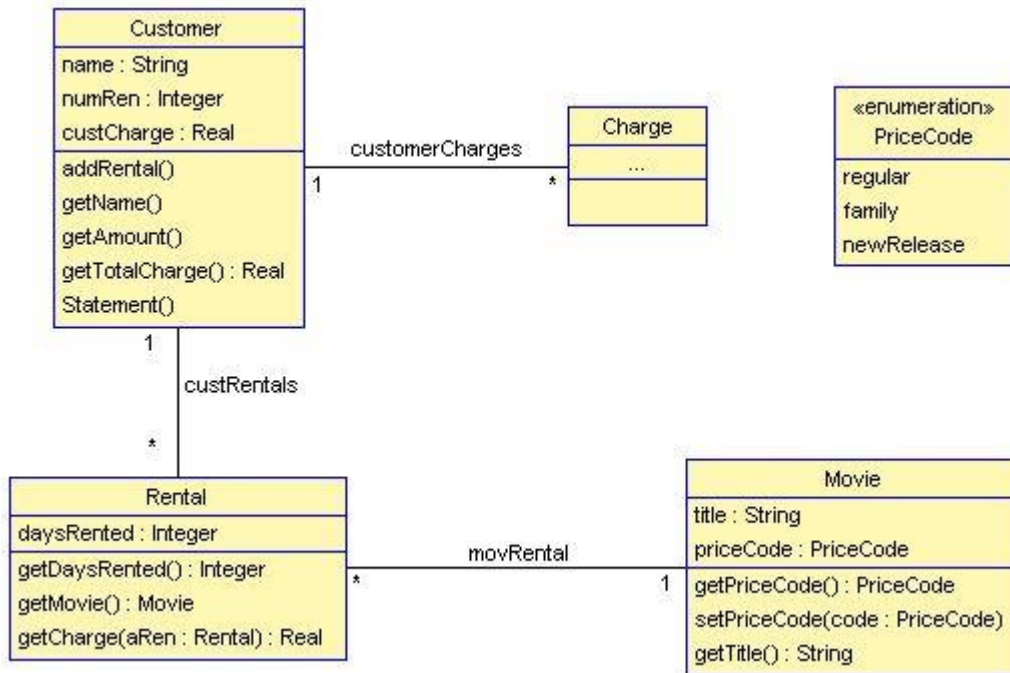 Customer
name : String
numRen : Integer
custCharge : Real
addRental()
getName()
getAmount()
getTotalCharge() : Real
Statement()
customerCharges
1
*
Charge
...
«enumeration»
PriceCode
regular
family
newRelease
1
custRentals
*
Rental
daysRented : Integer
getDaysRented() : Integer
getMovie() : Movie
getCharge(aRen : Rental) : Real
movRental
*
1
Movie
title : String
priceCode : PriceCode
getPriceCode() : PriceCode
setPriceCode(code : PriceCode)
getTitle() : String